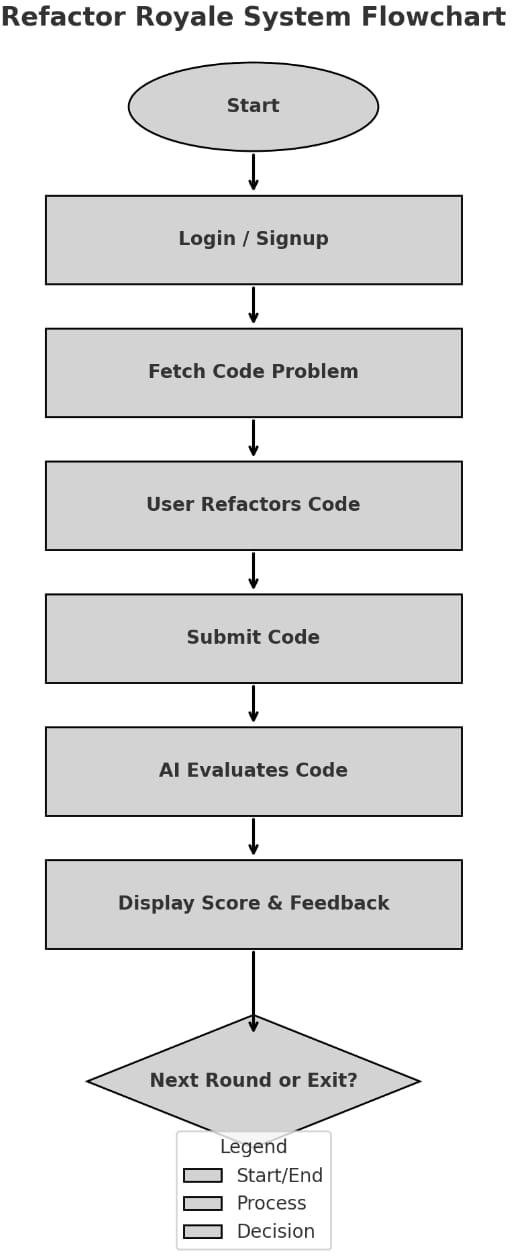 Refactor Royale System Flowchart
Start
Login / Signup
Fetch Code Problem
User Refactors Code
Submit Code
AI Evaluates Code
Display Score & Feedback
Next Round or Exit?
Legend
Start/End
Process
Decision